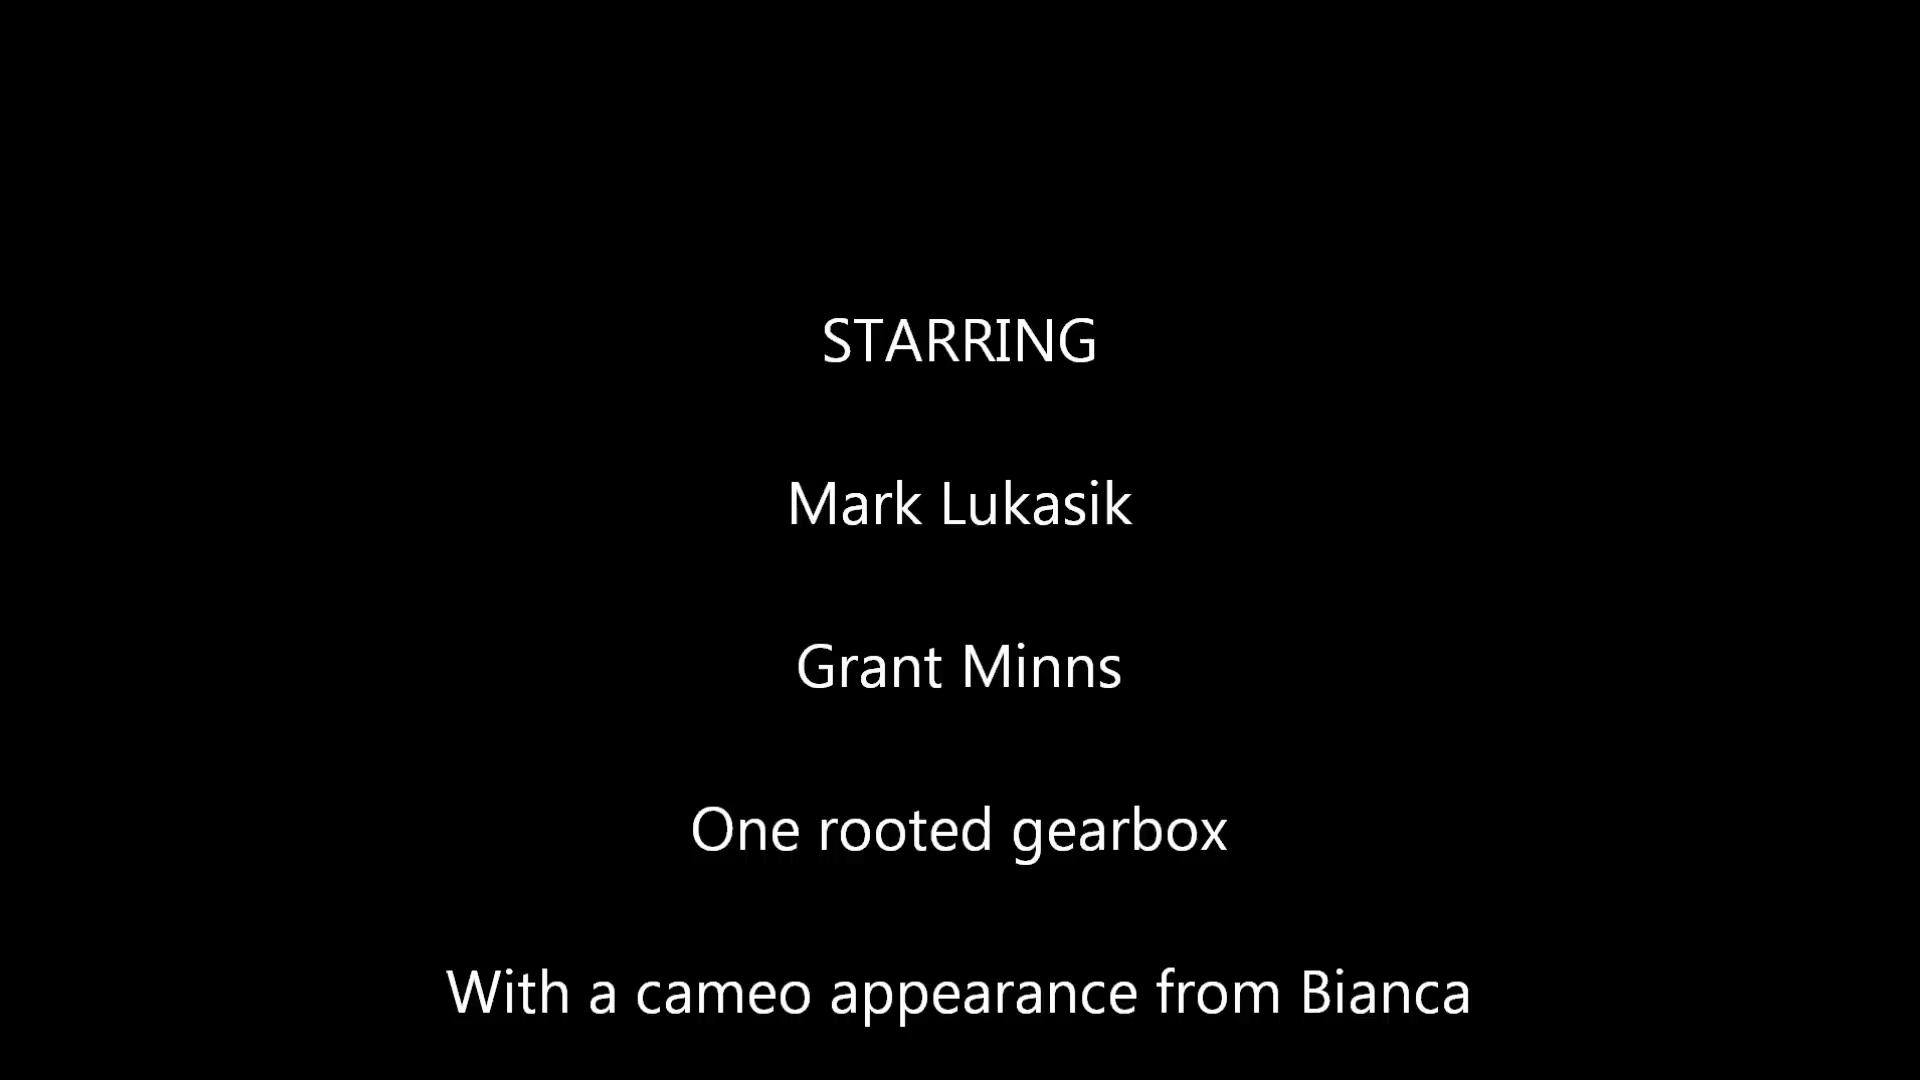 STARRING
Mark Lukasik
Grant Minns
One rooted gearbox
With a cameo appearance from Bianca